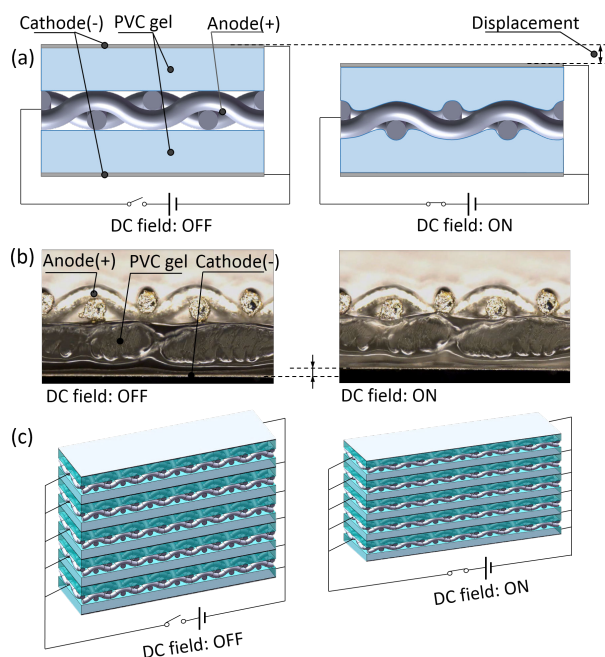 Cathode(-) PVC gel Anode(+) Displacement
(a)
DC field: OFF DC field: ON
(b)
Anode(+) PVC gel Cathode(-)
DC field: OFF DC field: ON
(c)
DC field: OFF DC field: ON